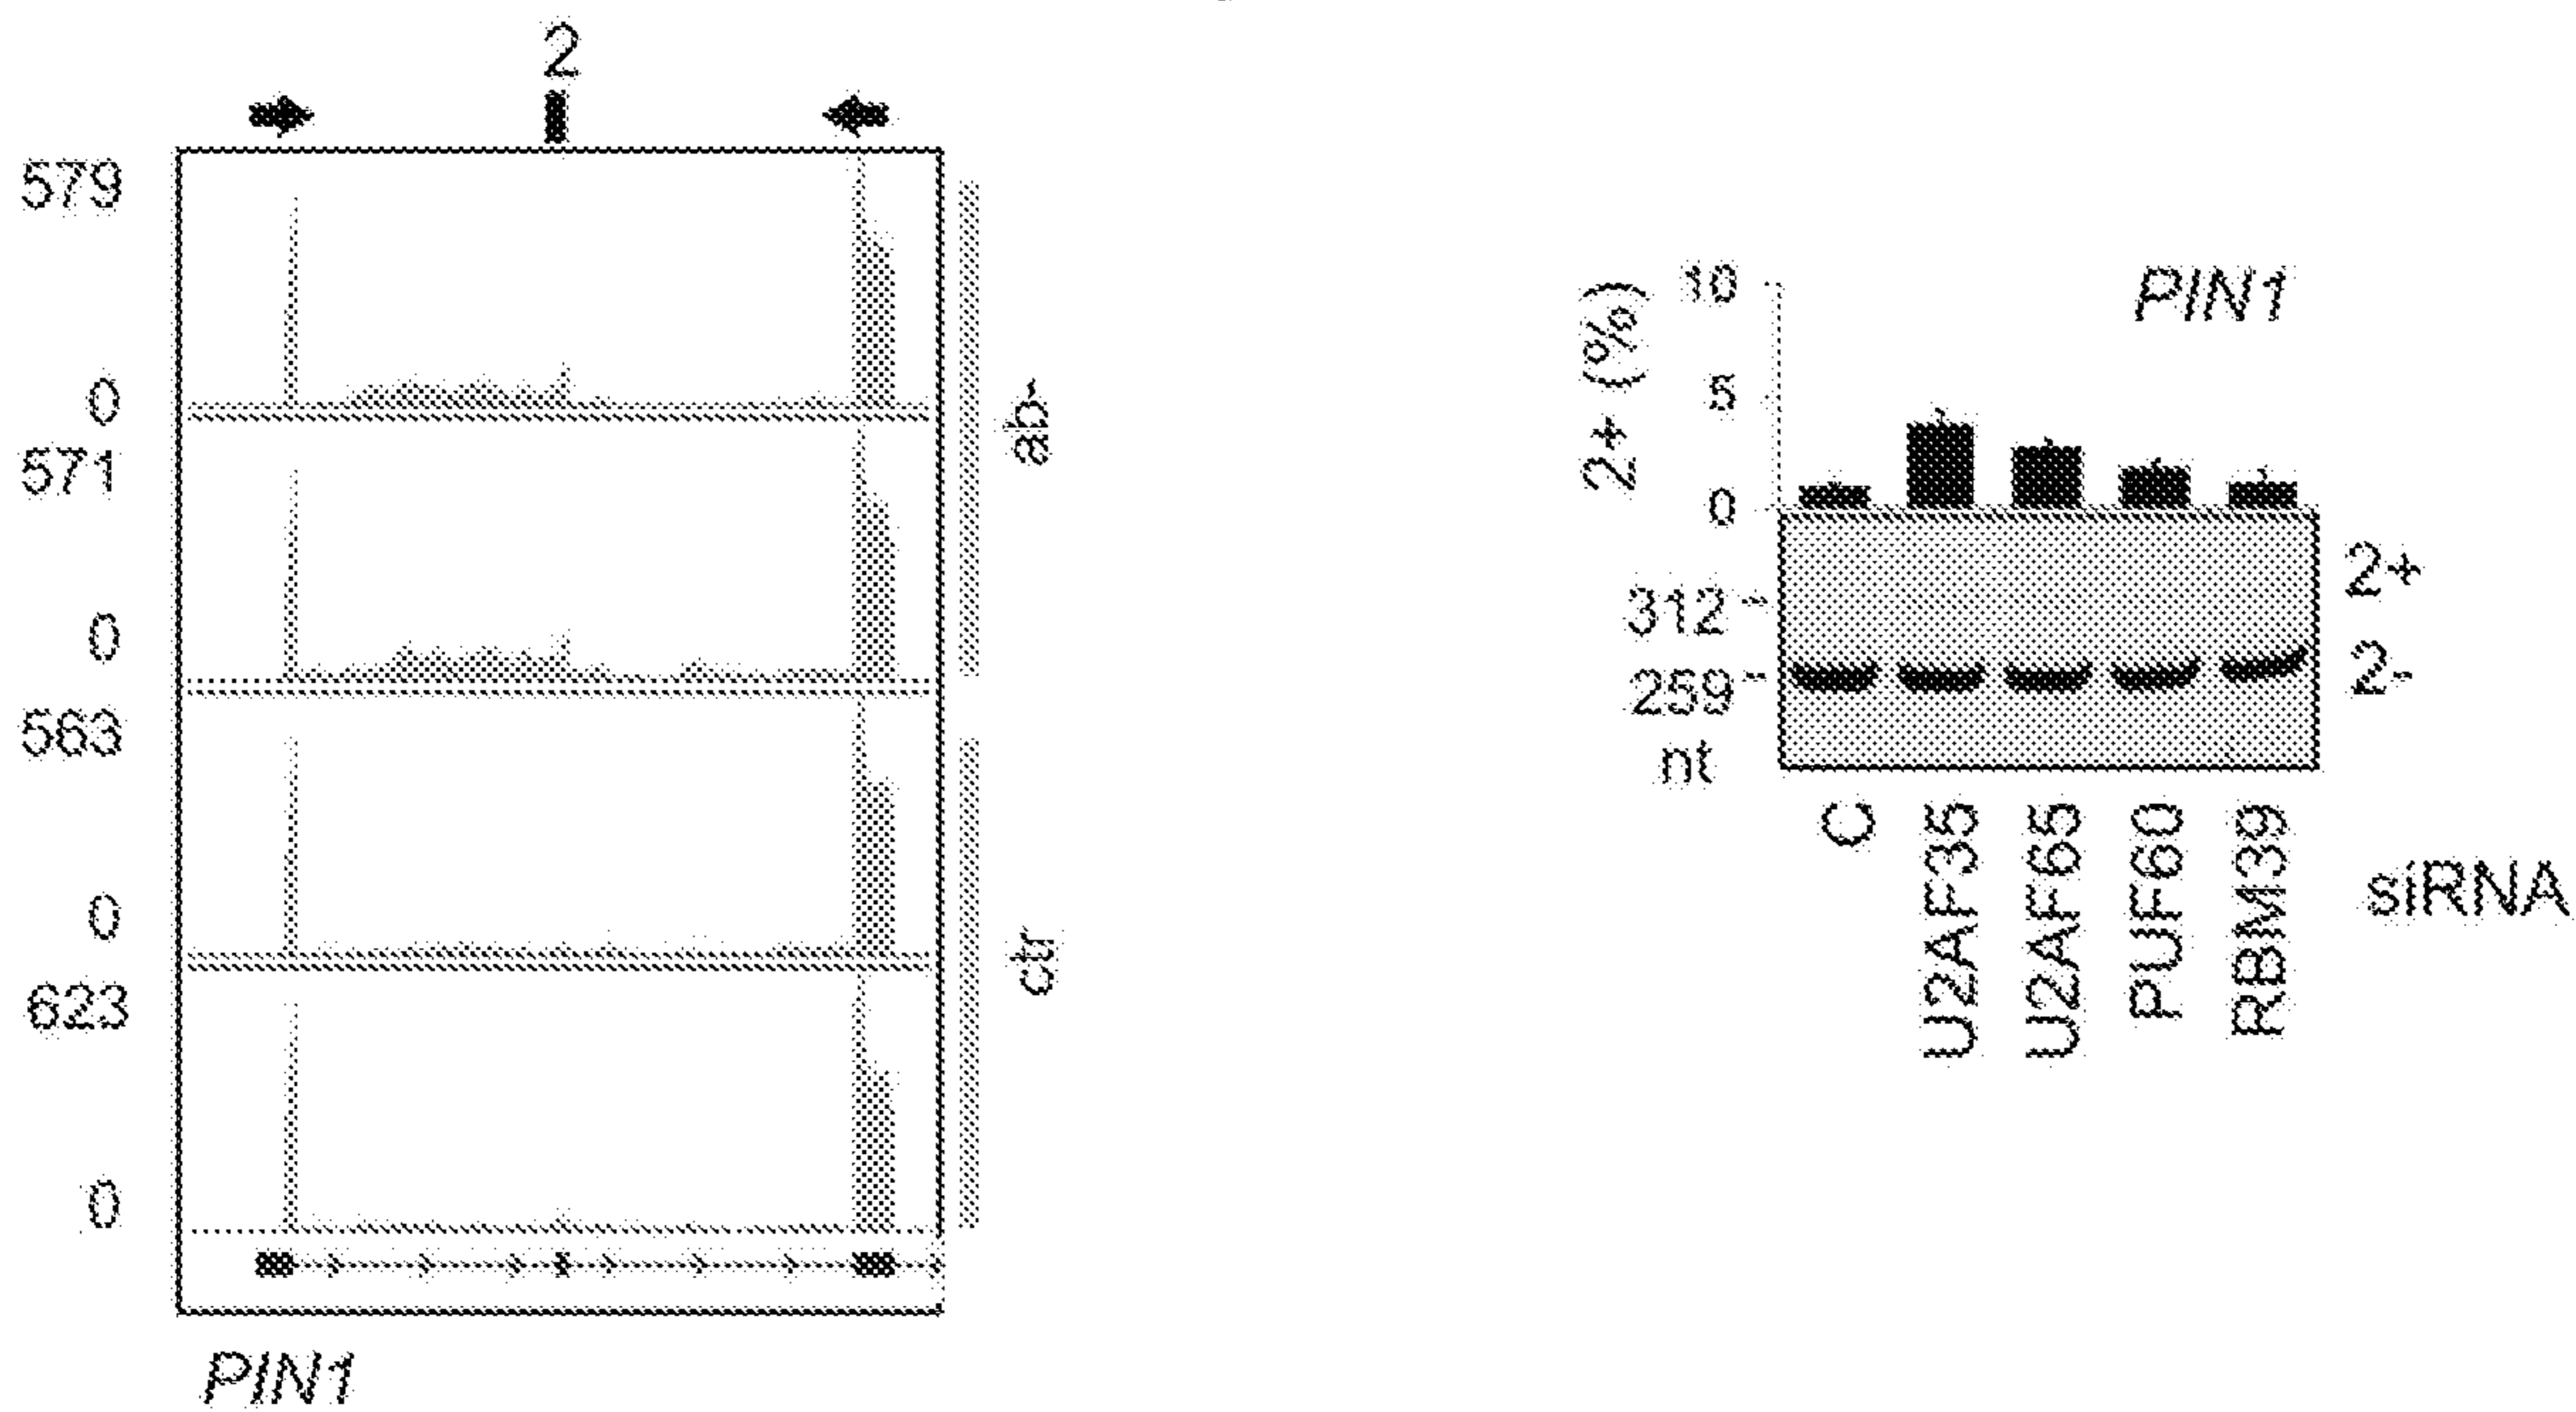 2
579
0
571
0
563
0
623
0
ab-
ctr
PIN1
PIN1
2+ (%)
10
5
0
312
259
nt
2+
2-
C
U2AF35
U2AF65
PUF60
RBM39
siRNA